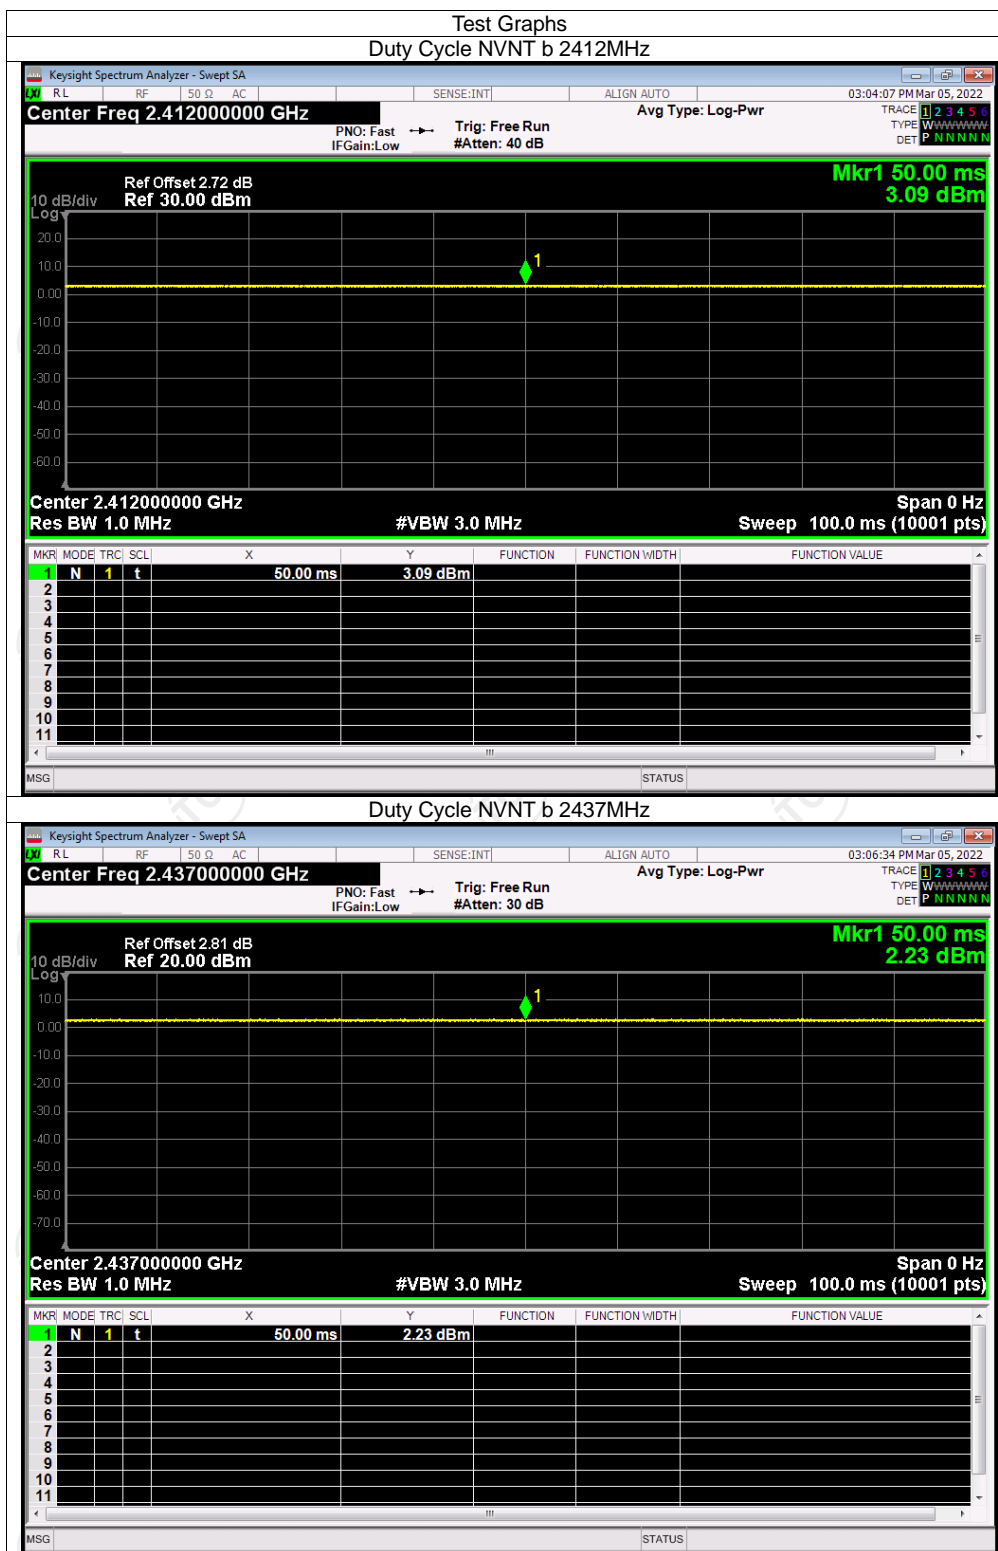 Test Graphs
Duty Cycle NVNT b 2412MHz
Keysight Spectrum Analyzer - Swept SA
LXI RL RF 50 Ω AC SENSE:INT ALIGN AUTO 03:04:07 PM Mar 05, 2022
Center Freq 2.412000000 GHz Avg Type: Log-Pwr TRACE 1 2 3 4 5 6
PNO: Fast Trig: Free Run TYPE WWWWWW
IFGain:Low #Atten: 40 dB DET P N N N N N
Mkr1 50.00 ms
Ref Offset 2.72 dB 3.09 dBm
10 dB/div Ref 30.00 dBm
Log
20.0
10.0
1
0.00
-10.0
-20.0
-30.0
-40.0
-50.0
-60.0
Center 2.412000000 GHz Span 0 Hz
Res BW 1.0 MHz #VBW 3.0 MHz Sweep 100.0 ms (10001 pts)
MKR MODE TRC SCL X Y FUNCTION FUNCTION WIDTH FUNCTION VALUE
1 N 1 t 50.00 ms 3.09 dBm
2
3
4
5
6
7
8
9
10
11
MSG STATUS
Duty Cycle NVNT b 2437MHz
Keysight Spectrum Analyzer - Swept SA
LXI RL RF 50 Ω AC SENSE:INT ALIGN AUTO 03:06:34 PM Mar 05, 2022
Center Freq 2.437000000 GHz Avg Type: Log-Pwr TRACE 1 2 3 4 5 6
PNO: Fast Trig: Free Run TYPE WWWWWW
IFGain:Low #Atten: 30 dB DET P N N N N N
Mkr1 50.00 ms
Ref Offset 2.81 dB 2.23 dBm
10 dB/div Ref 20.00 dBm
Log
10.0
1
0.00
-10.0
-20.0
-30.0
-40.0
-50.0
-60.0
-70.0
Center 2.437000000 GHz Span 0 Hz
Res BW 1.0 MHz #VBW 3.0 MHz Sweep 100.0 ms (10001 pts)
MKR MODE TRC SCL X Y FUNCTION FUNCTION WIDTH FUNCTION VALUE
1 N 1 t 50.00 ms 2.23 dBm
2
3
4
5
6
7
8
9
10
11
MSG STATUS